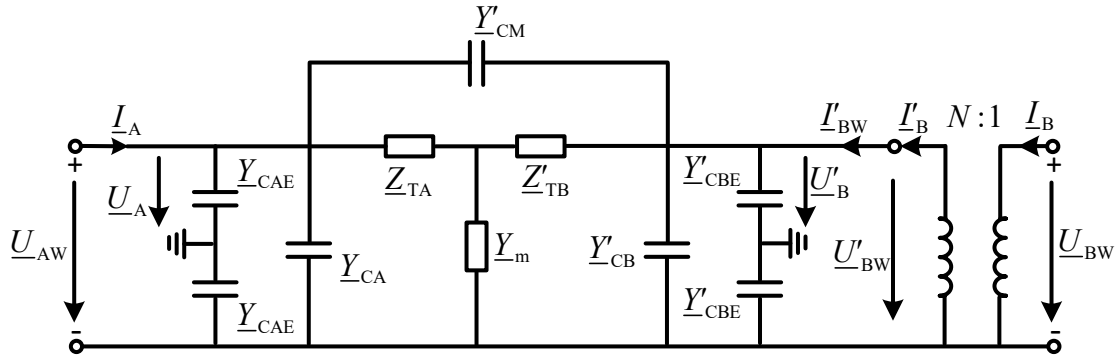 Y′CM
I′BW I′B N:1 IB
IA
+ +
YCAE Y′CBE
ZTA Z′TB
UA U′B
UAW Ym Y′CB U′BW UBW
YCA
YCAE Y′CBE
- -